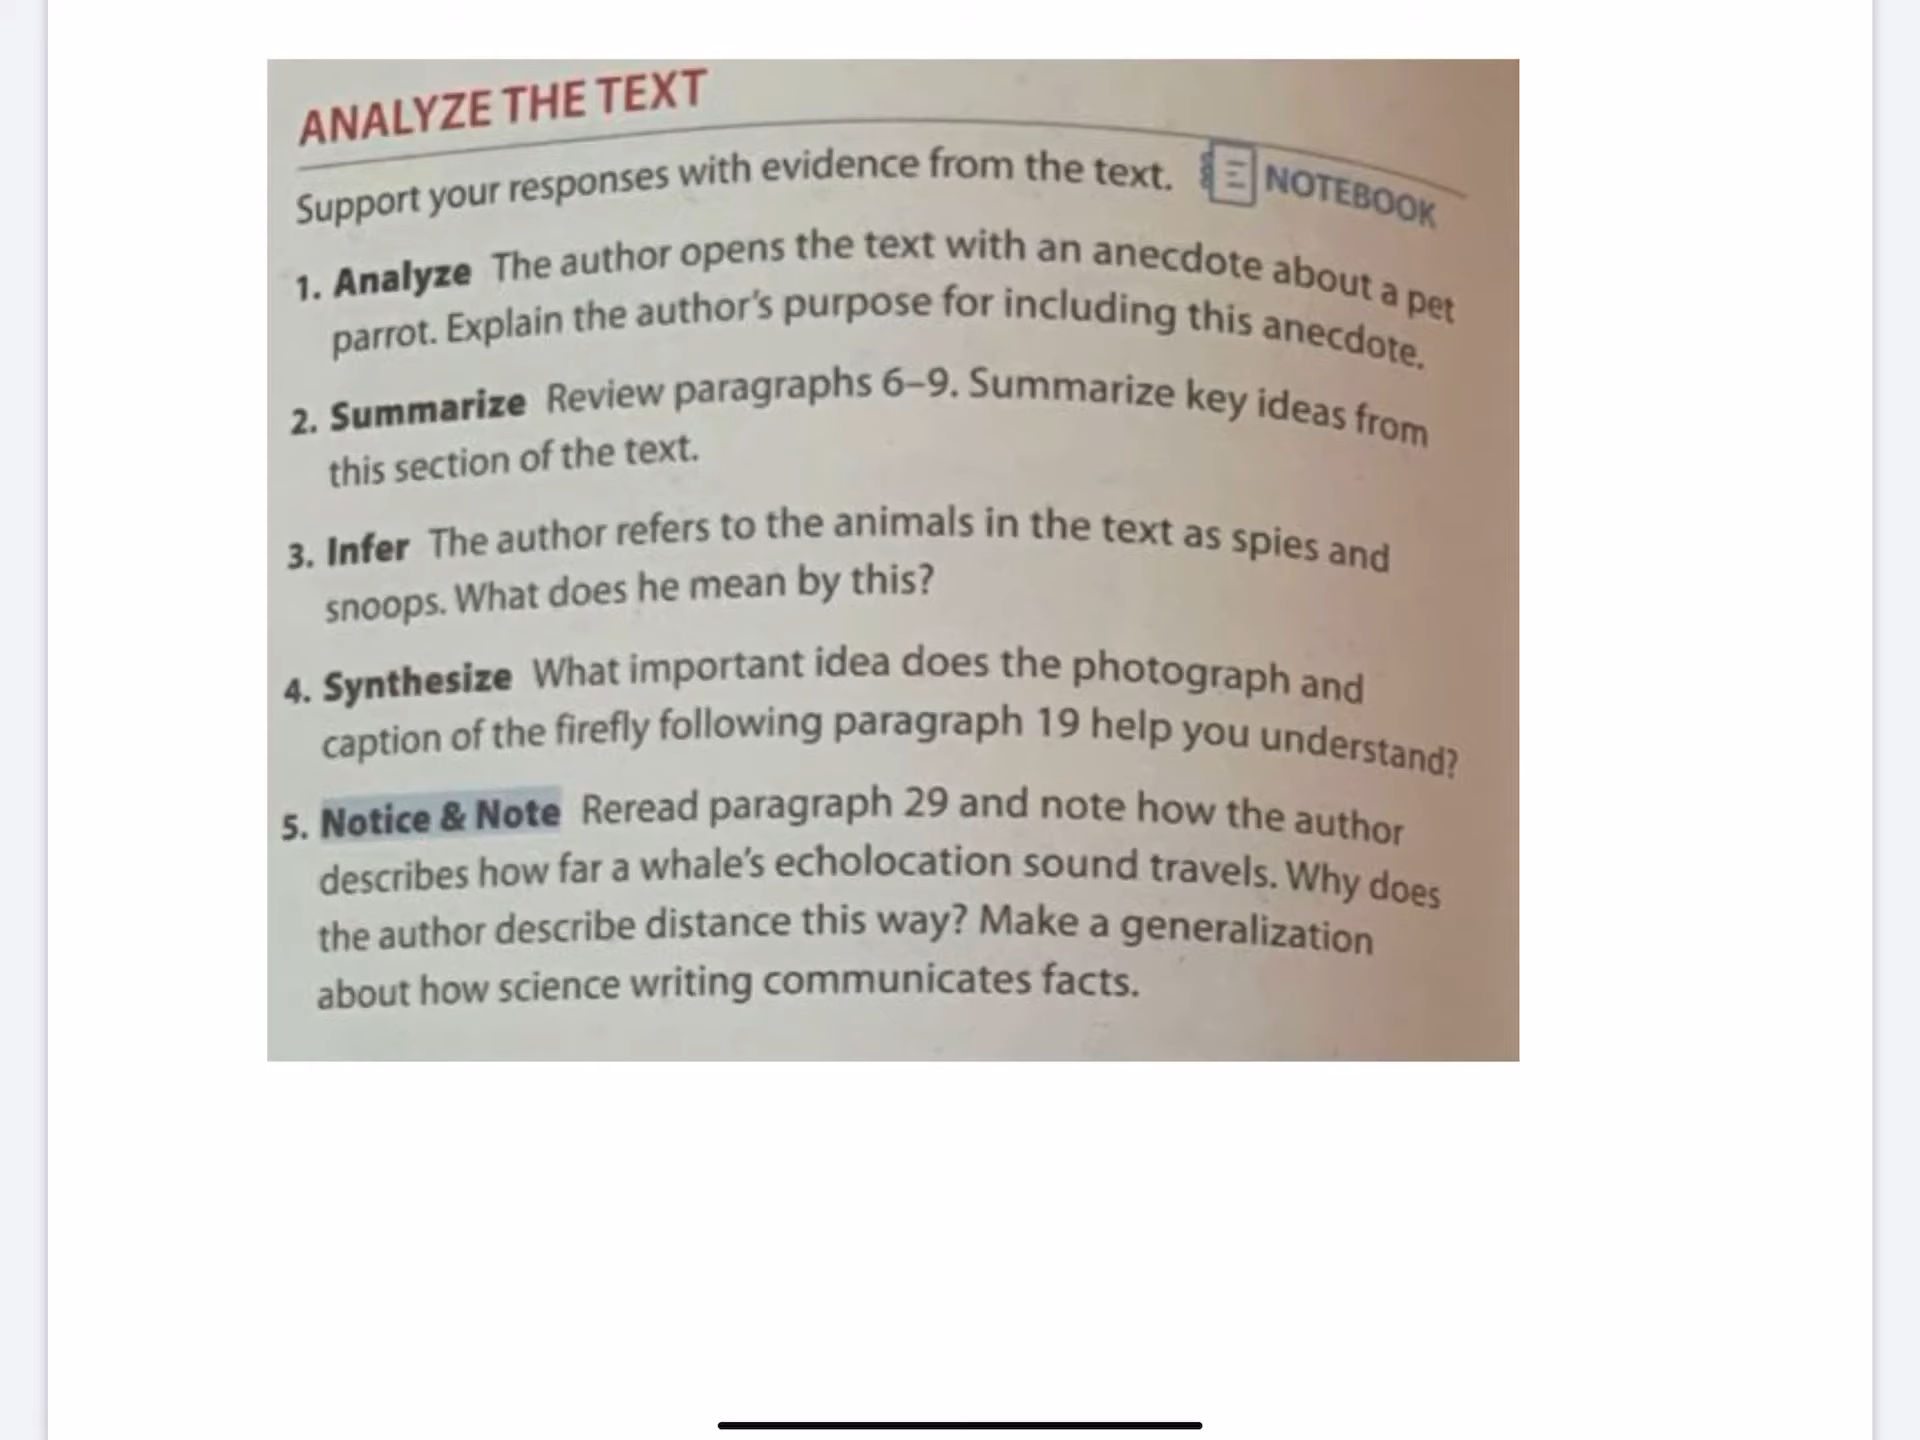 ANALYZE THE TEXT
Support your responses with evidence from the text. NOTEBOOK
1. Analyze The author opens the text with an anecdote about a pet
parrot. Explain the author's purpose for including this anecdote.
2. Summarize Review paragraphs 6–9. Summarize key ideas from
this section of the text.
3. Infer The author refers to the animals in the text as spies and
snoops. What does he mean by this?
4. Synthesize What important idea does the photograph and
caption of the firefly following paragraph 19 help you understand?
5. Notice & Note Reread paragraph 29 and note how the author
describes how far a whale's echolocation sound travels. Why does
the author describe distance this way? Make a generalization
about how science writing communicates facts.